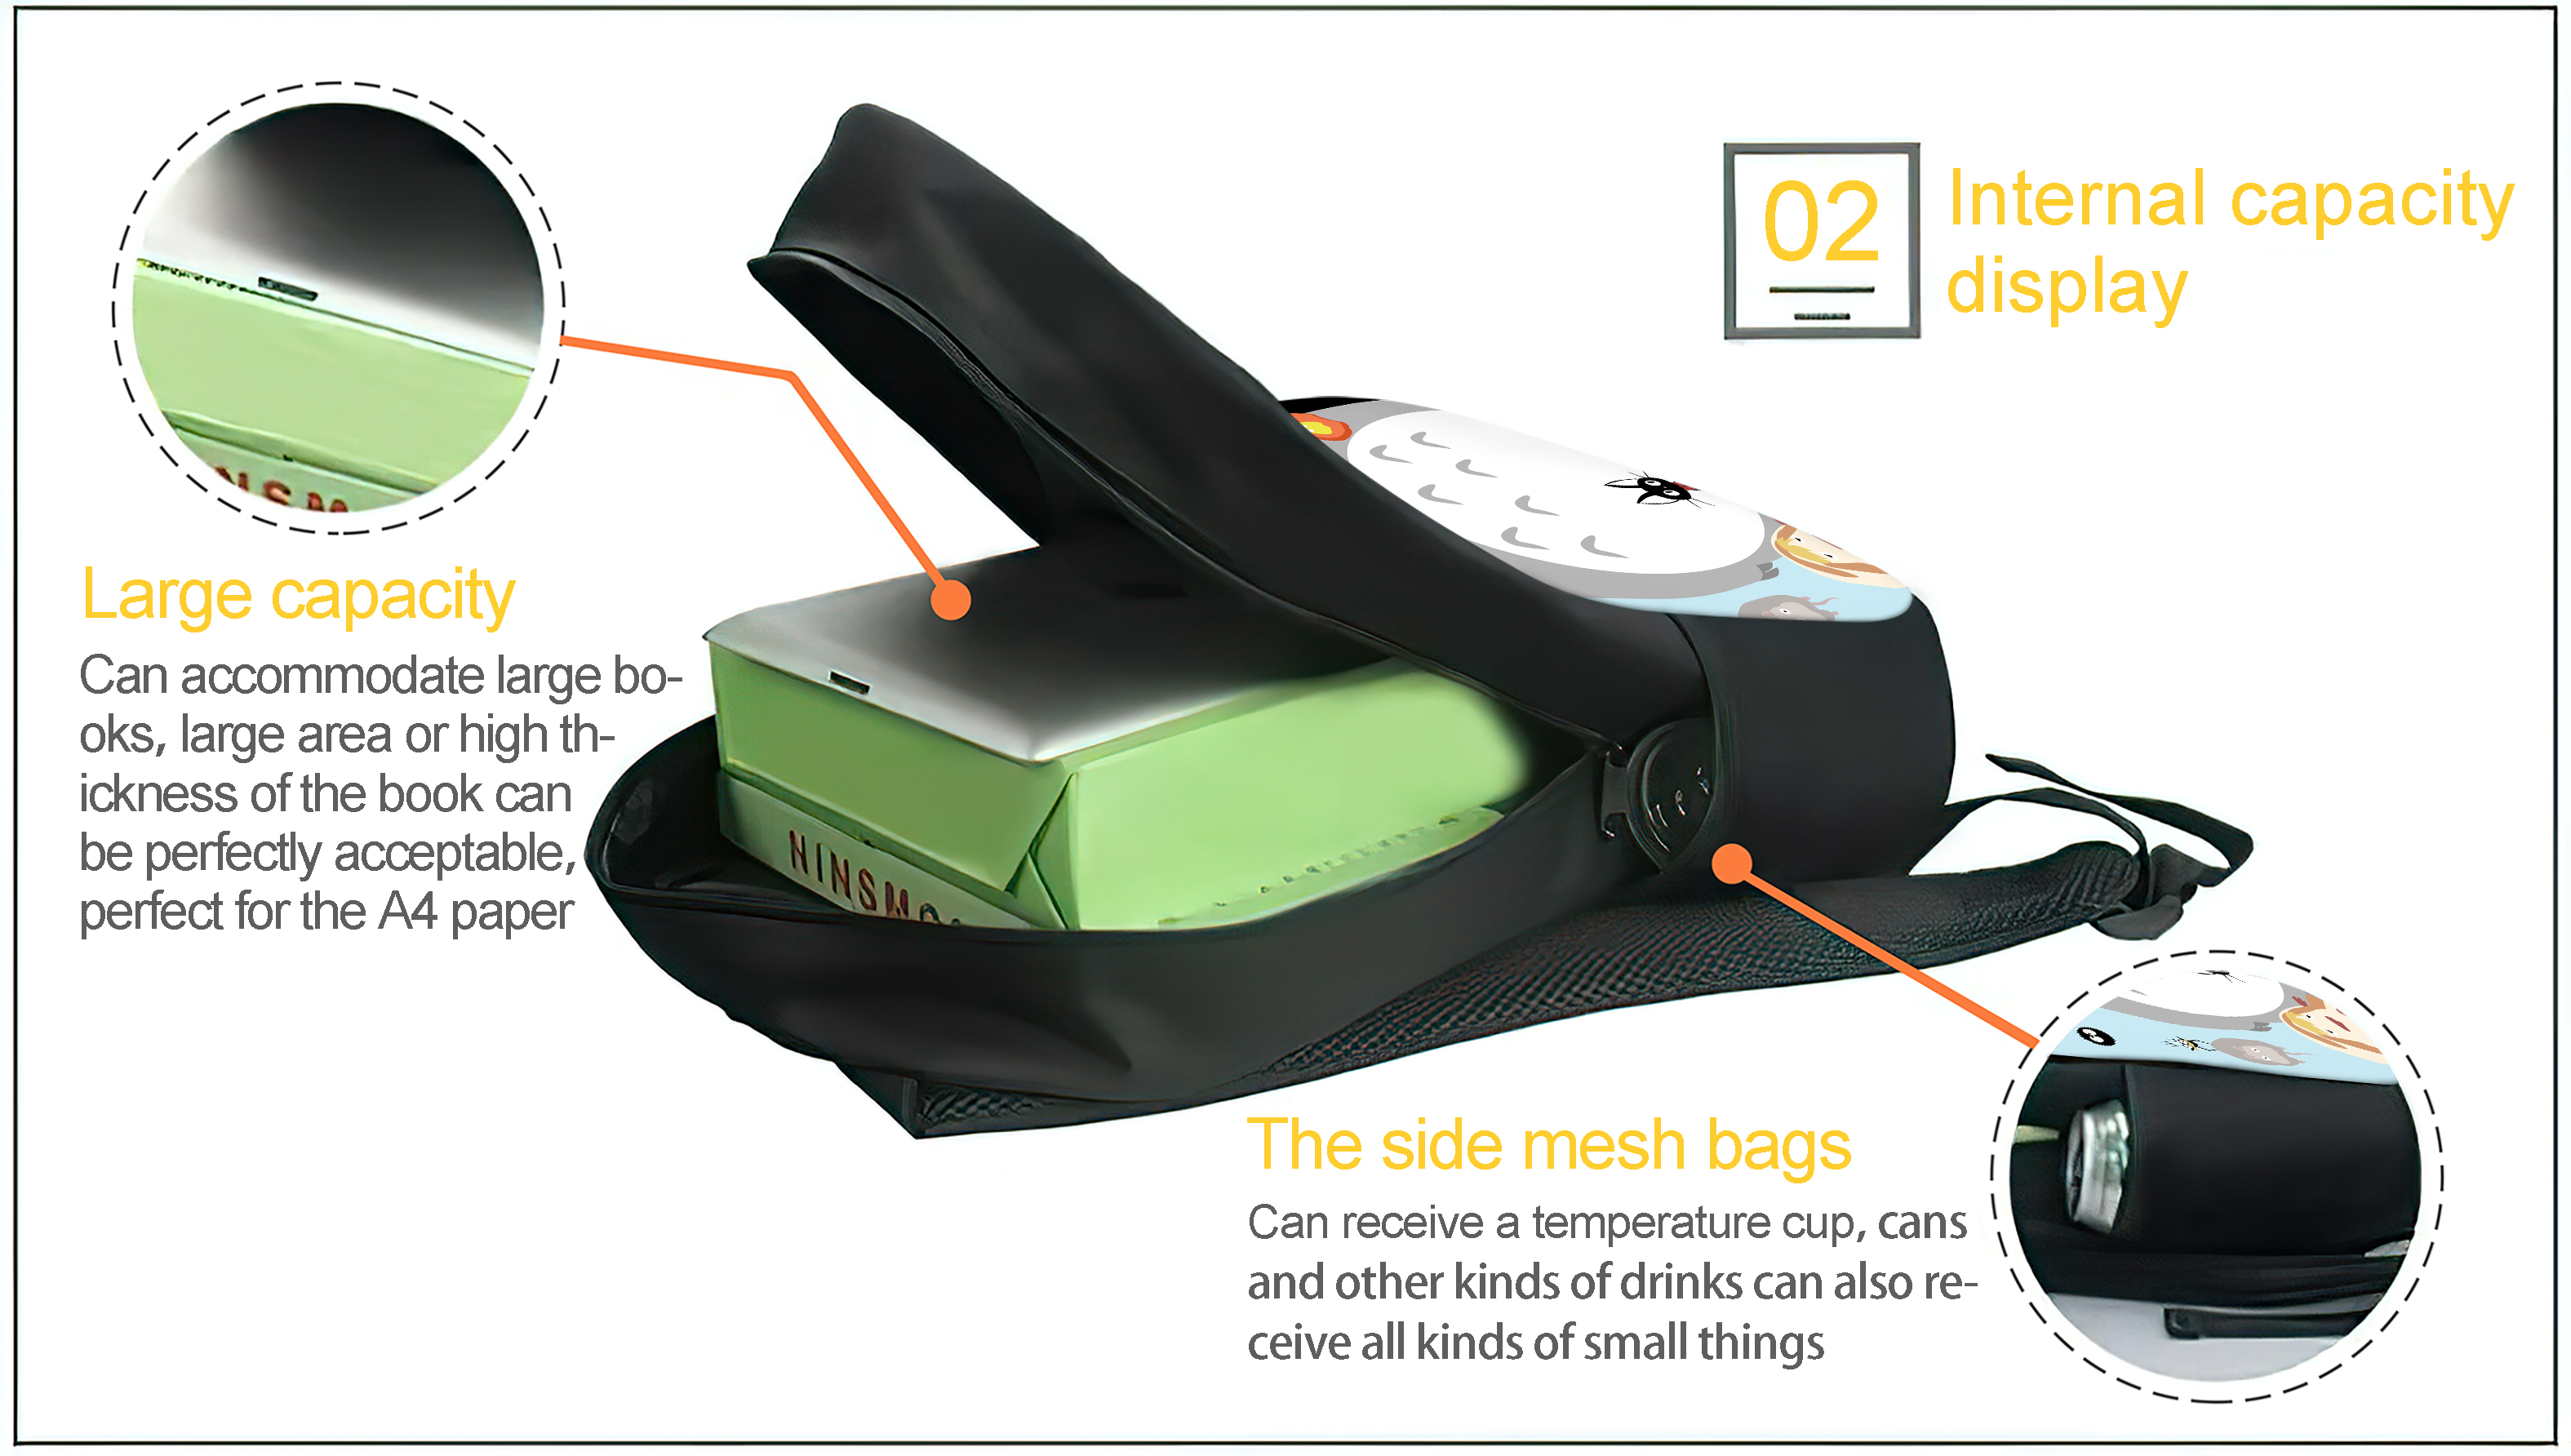 02
Internal capacity
display
Large capacity
Can accommodate large bo-
oks, large area or high th-
ickness of the book can
be perfectly acceptable,
perfect for the A4 paper
NINSM
The side mesh bags
Can receive a temperature cup, cans
and other kinds of drinks can also re-
ceive all kinds of small things